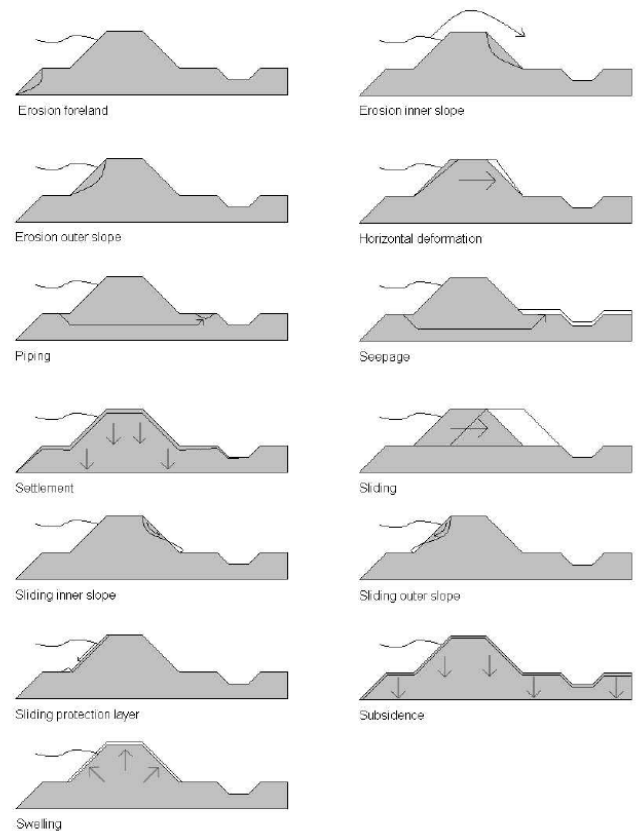 Erosion foreland
Erosion inner slope
Erosion outer slope
Horizontal deformation
Piping
Seepage
Settlement
Sliding
Sliding inner slope
Sliding outer slope
Sliding protection layer
Subsidence
Swelling